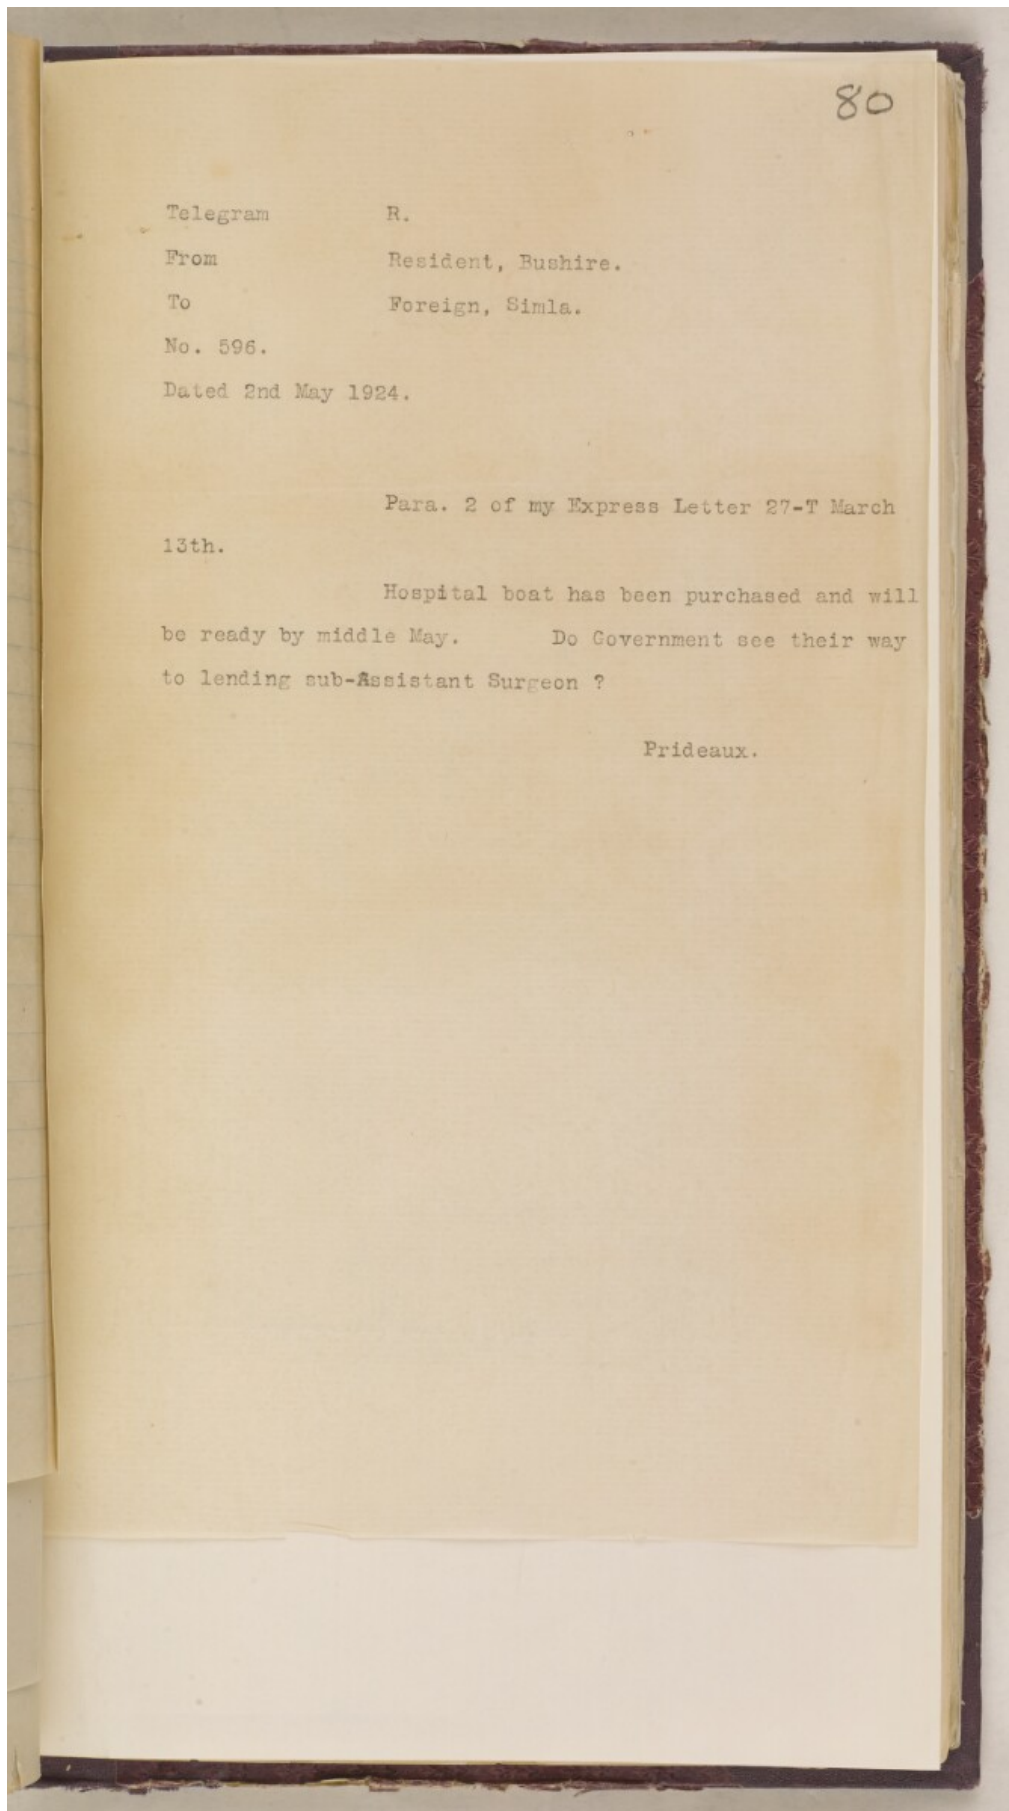 80
Telegram R.
From Resident, Bushire.
To Foreign, Simla.
No. 596.
Dated 2nd May 1924.
Para. 2 of my Express Letter 27-T March
13th.
Hospital boat has been purchased and will
be ready by middle May. Do Government see their way
to lending sub-Assistant Surgeon ?
Prideaux.